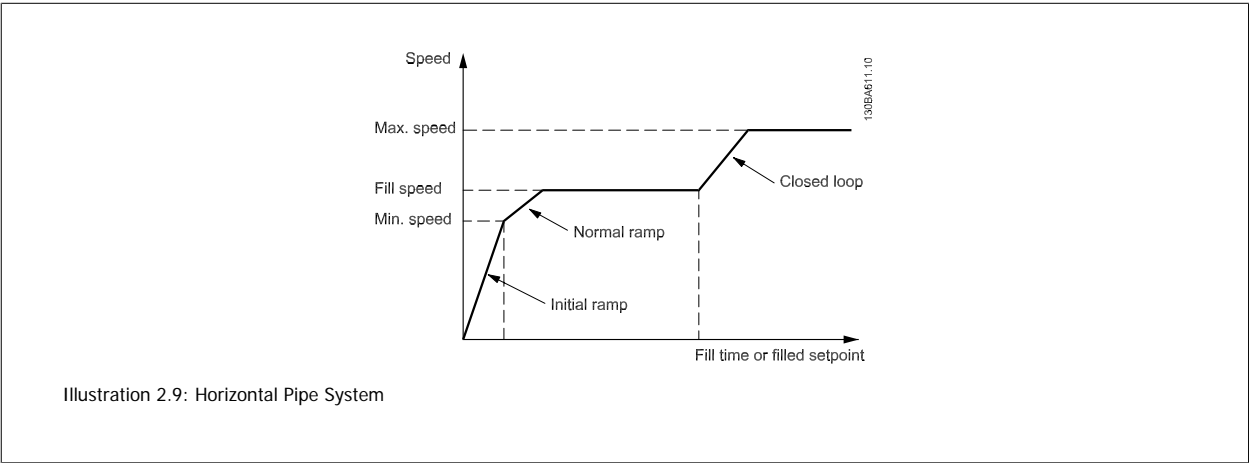 Speed
130BA611.10
Max. speed
Closed loop
Fill speed
Min. speed
Normal ramp
Initial ramp
Fill time or filled setpoint
Illustration 2.9: Horizontal Pipe System